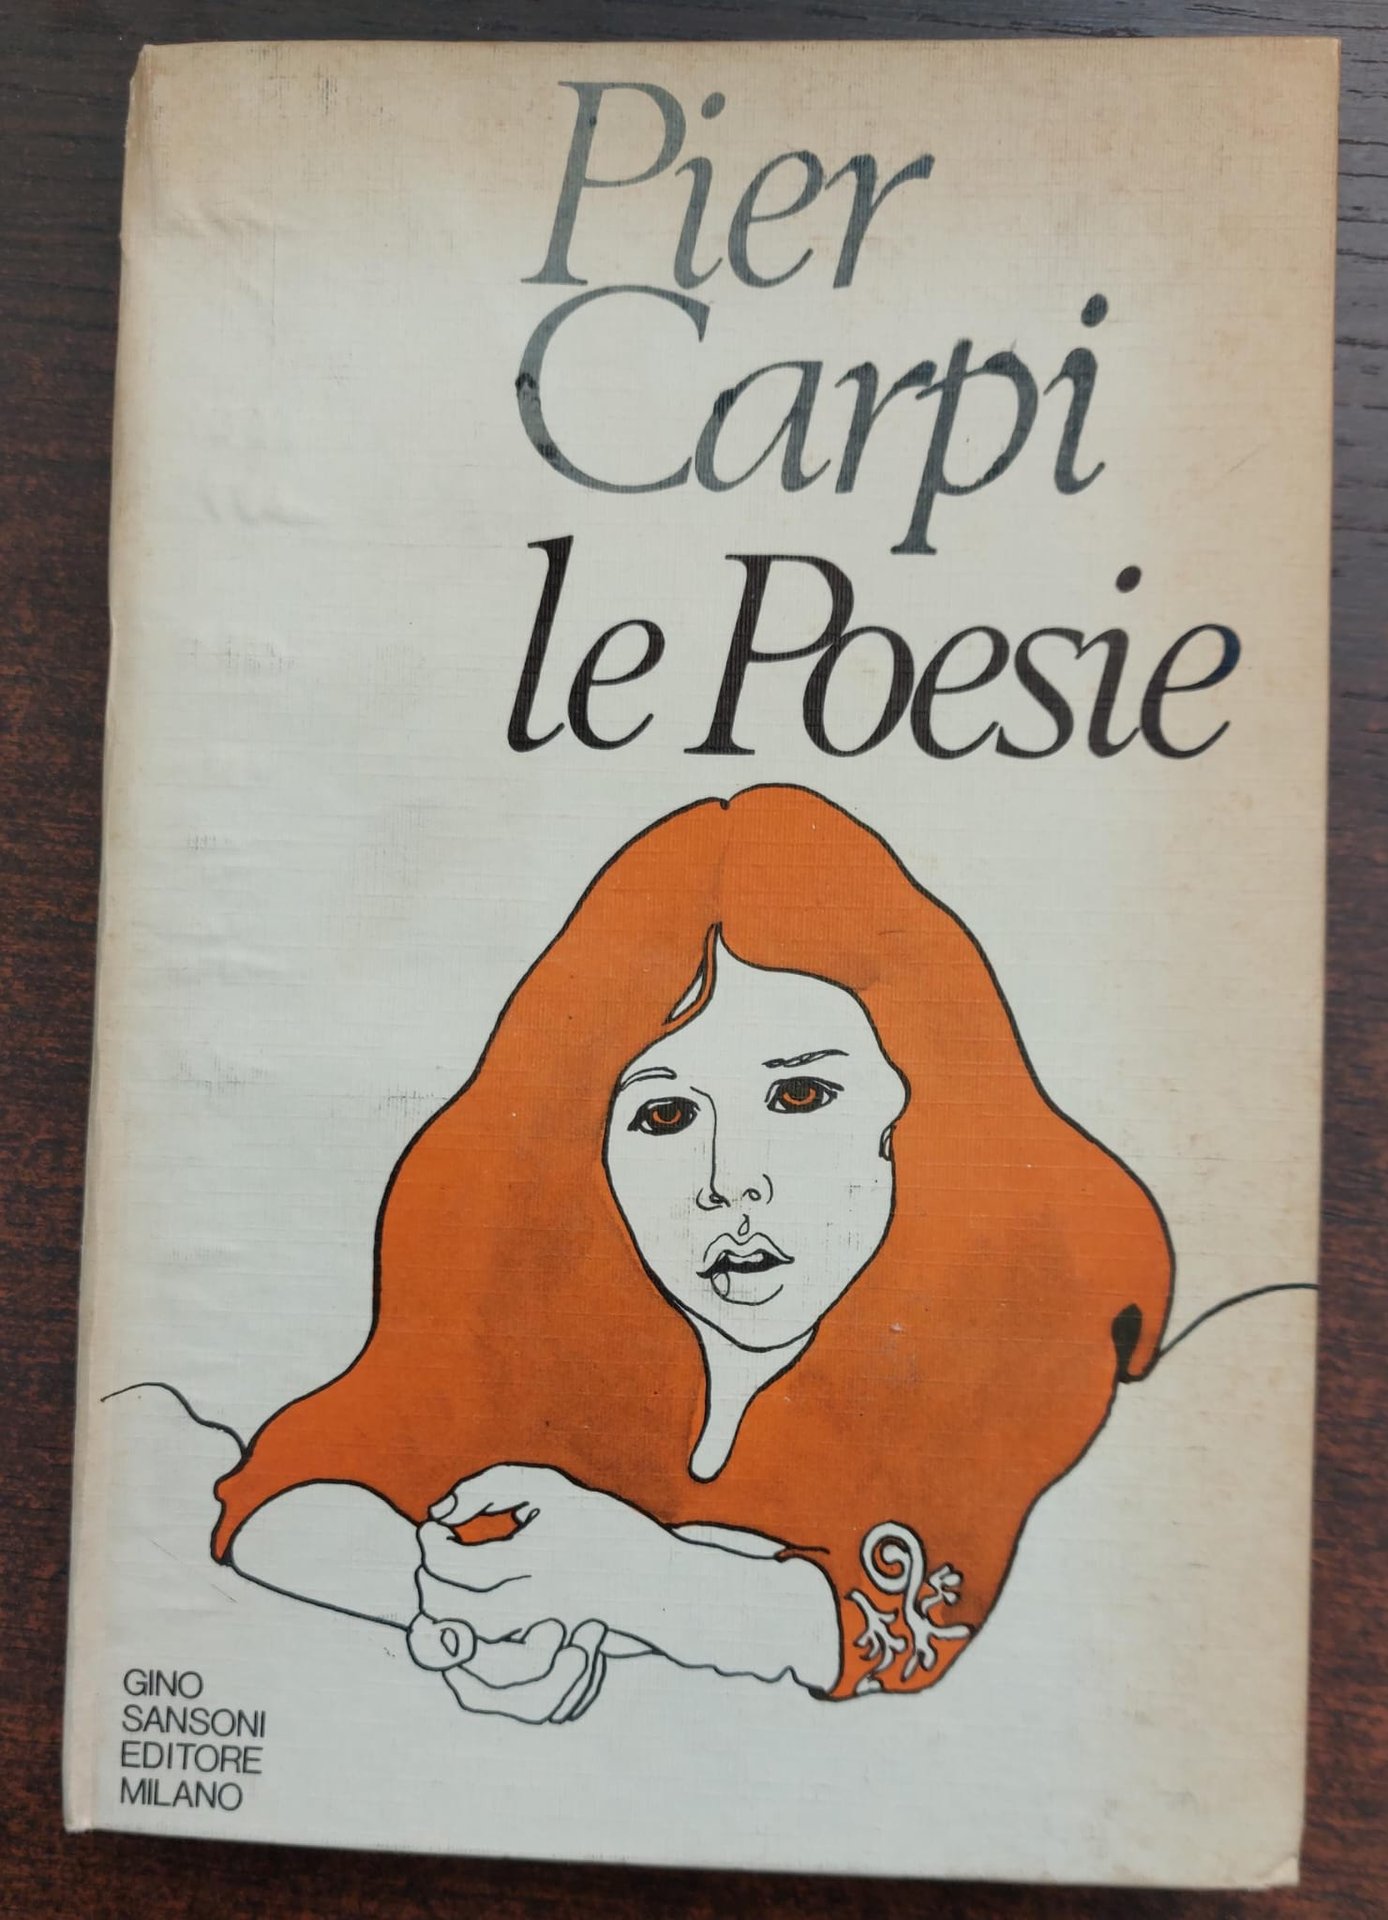 Pier
Carpi
le Poesie
GINO
SANSONI
EDITORE
MILANO